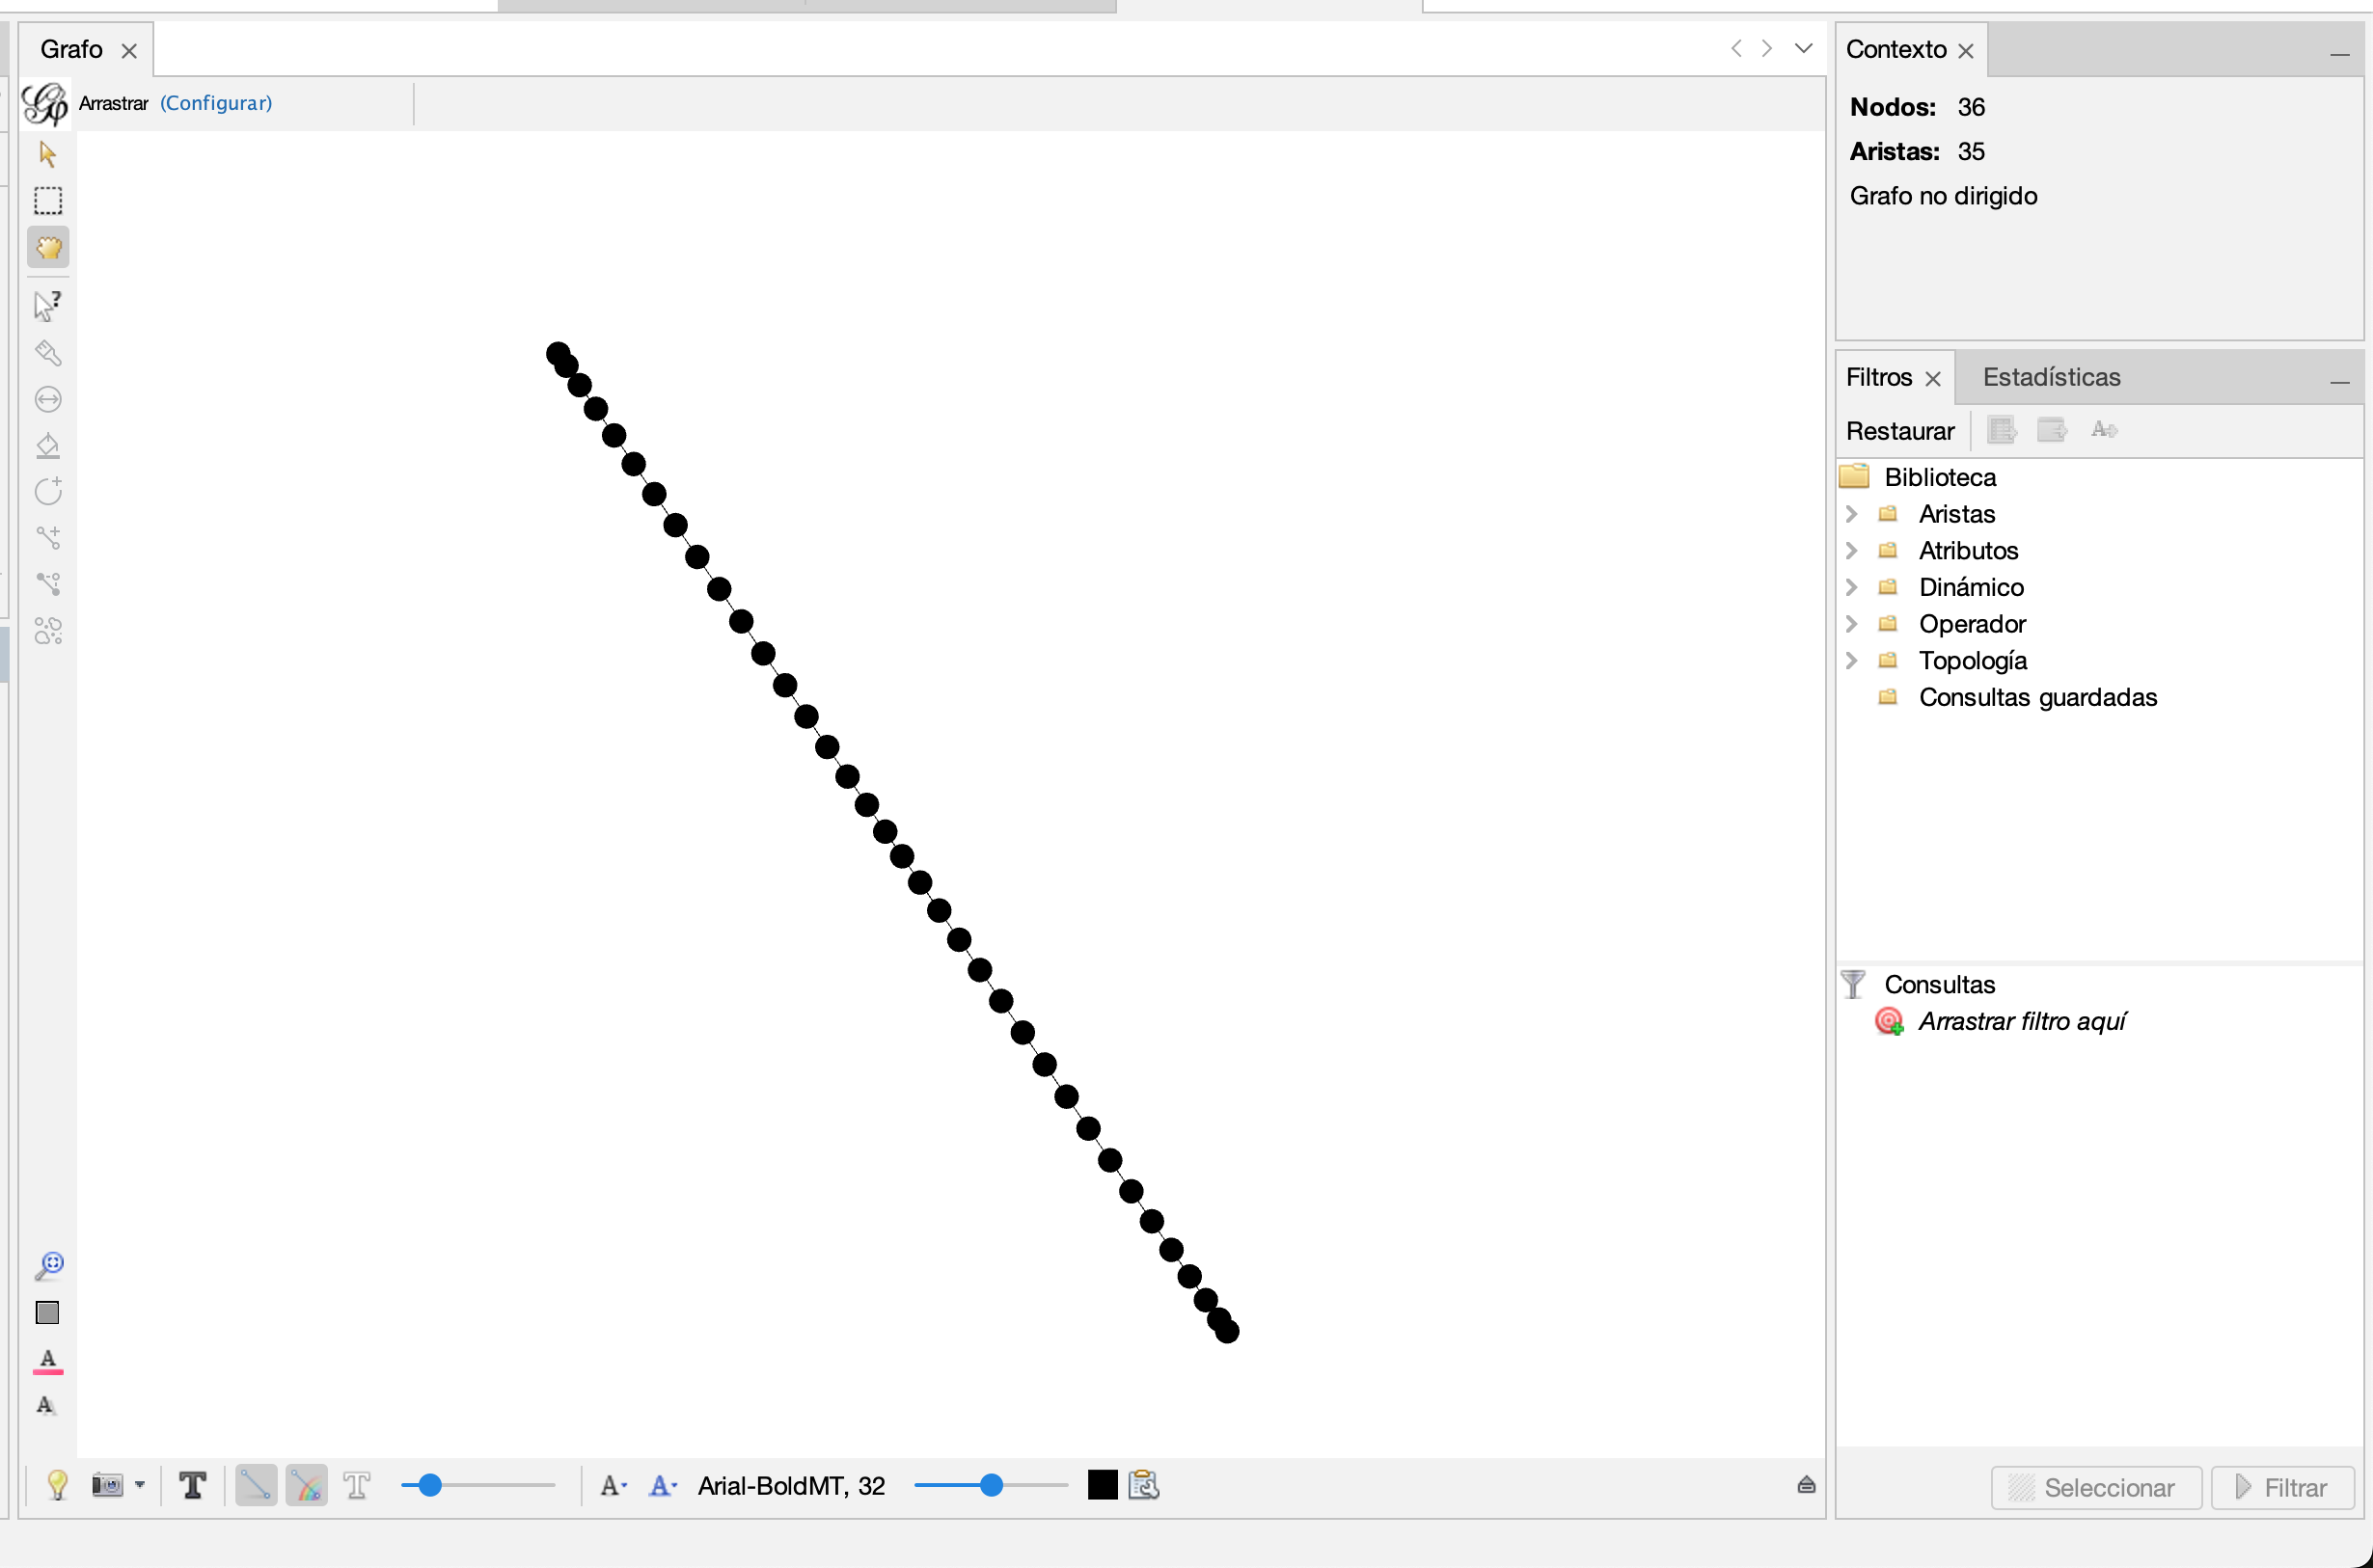 Grafo
Arrastrar (Configurar)
Arial-BoldMT, 32
Contexto
Nodos: 36
Aristas: 35
Grafo no dirigido
Filtros Estadísticas
Restaurar
Biblioteca
Aristas
Atributos
Dinámico
Operador
Topología
Consultas guardadas
Consultas
Arrastrar filtro aquí
Seleccionar Filtrar